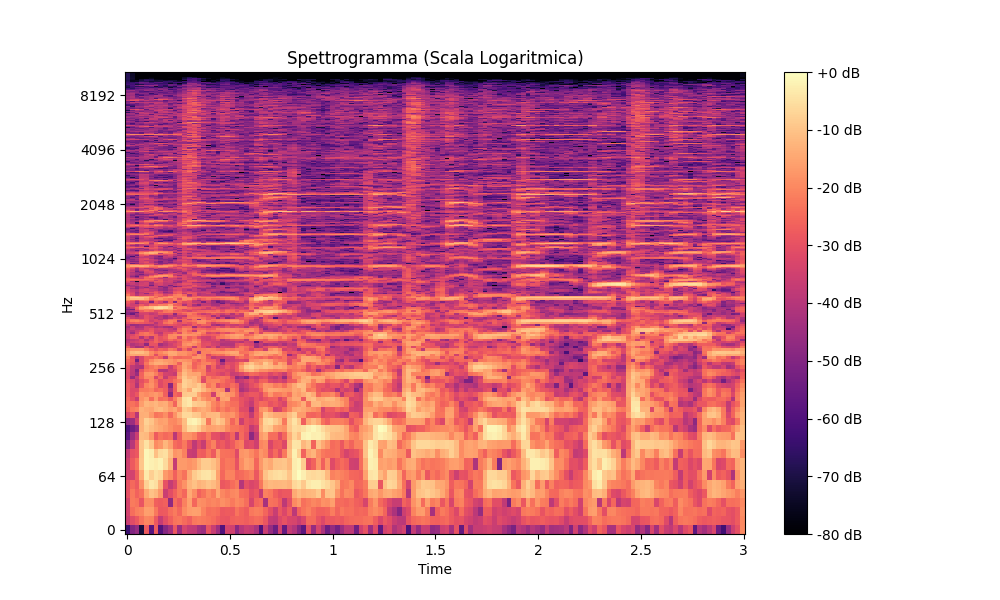 Spettrogramma (Scala Logaritmica)
Hz
8192
4096
2048
1024
512
256
128
64
0
0
0.5
1
1.5
2
2.5
3
Time
+0 dB
-10 dB
-20 dB
-30 dB
-40 dB
-50 dB
-60 dB
-70 dB
-80 dB